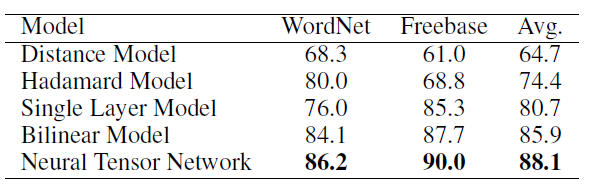 Model WordNet Freebase Avg.
Distance Model 68.3 61.0 64.7
Hadamard Model 80.0 68.8 74.4
Single Layer Model 76.0 85.3 80.7
Bilinear Model 84.1 87.7 85.9
Neural Tensor Network 86.2 90.0 88.1